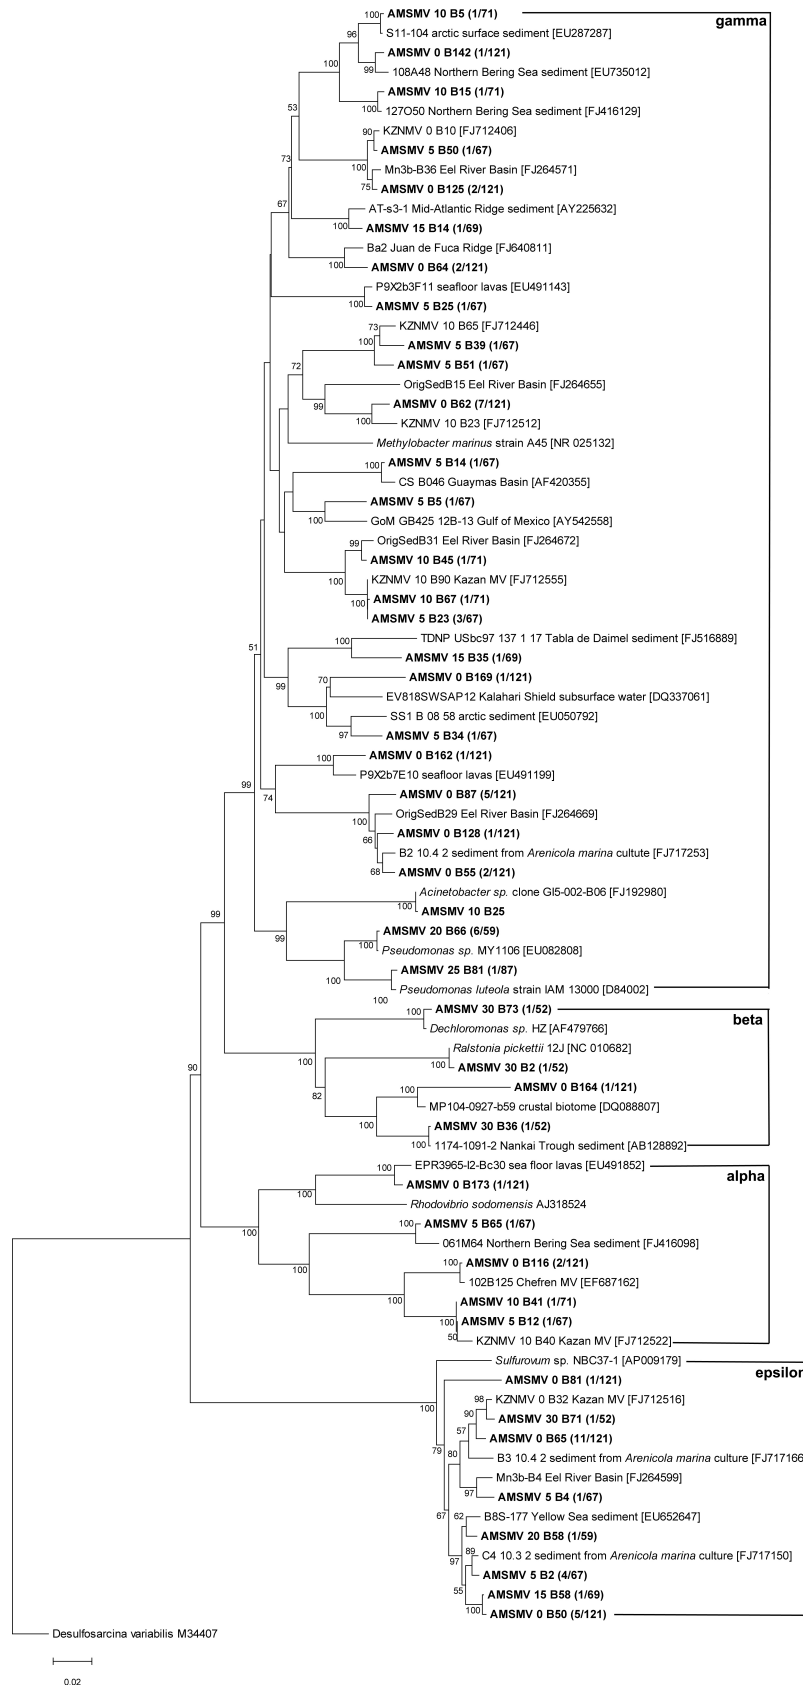 100 AMSMV 10 B5 (1/71)
gamma
96 S11-104 arctic surface sediment [EU287287]
AMSMV 0 B142 (1/121)
100 99 108A48 Northern Bering Sea sediment [EU735012]
AMSMV 10 B15 (1/71)
53 100 127O50 Northern Bering Sea sediment [FJ416129]
90 KZNMV 0 B10 [FJ712406]
AMSMV 5 B50 (1/67)
73 100 Mn3b-B36 Eel River Basin [FJ264571]
75 AMSMV 0 B125 (2/121)
67 AT-s3-1 Mid-Atlantic Ridge sediment [AY225632]
100 AMSMV 15 B14 (1/69)
Ba2 Juan de Fuca Ridge [FJ640811]
100 AMSMV 0 B64 (2/121)
P9X2b3F11 seafloor lavas [EU491143]
100 AMSMV 5 B25 (1/67)
73 KZNMV 10 B65 [FJ712446]
100 AMSMV 5 B39 (1/67)
72 AMSMV 5 B51 (1/67)
OrigSedB15 Eel River Basin [FJ264655]
99 AMSMV 0 B62 (7/121)
100 KZNMV 10 B23 [FJ712512]
Methylobacter marinus strain A45 [NR 025132]
100 AMSMV 5 B14 (1/67)
CS B046 Guaymas Basin [AF420355]
AMSMV 5 B5 (1/67)
100 GoM GB425 12B-13 Gulf of Mexico [AY542558]
99 OrigSedB31 Eel River Basin [FJ264672]
AMSMV 10 B45 (1/71)
100 KZNMV 10 B90 Kazan MV [FJ712555]
100 AMSMV 10 B67 (1/71)
AMSMV 5 B23 (3/67)
51 100 TDNP USbc97 137 1 17 Tabla de Daimel sediment [FJ516889]
AMSMV 15 B35 (1/69)
99 70 AMSMV 0 B169 (1/121)
EV818SWSAP12 Kalahari Shield subsurface water [DQ337061]
100 SS1 B 08 58 arctic sediment [EU050792]
97 AMSMV 5 B34 (1/67)
100 AMSMV 0 B162 (1/121)
P9X2b7E10 seafloor lavas [EU491199]
99 74 AMSMV 0 B87 (5/121)
100 OrigSedB29 Eel River Basin [FJ264669]
66 AMSMV 0 B128 (1/121)
B2 10.4 2 sediment from Arenicola marina cultute [FJ717253]
68 AMSMV 0 B55 (2/121)
Acinetobacter sp. clone GI5-002-B06 [FJ192980]
99 100 AMSMV 10 B25
AMSMV 20 B66 (6/59)
99 100 Pseudomonas sp. MY1106 [EU082808]
100 AMSMV 25 B81 (1/87)
100 Pseudomonas luteola strain IAM 13000 [D84002]
100 AMSMV 30 B73 (1/52)
beta
Dechloromonas sp. HZ [AF479766]
100 Ralstonia pickettii 12J [NC 010682]
90 100 AMSMV 30 B2 (1/52)
82 100 AMSMV 0 B164 (1/121)
MP104-0927-b59 crustal biotome [DQ088807]
100 AMSMV 30 B36 (1/52)
100 1174-1091-2 Nankai Trough sediment [AB128892]
100 EPR3965-I2-Bc30 sea floor lavas [EU491852]
alpha
AMSMV 0 B173 (1/121)
100 Rhodovibrio sodomensis AJ318524
100 100 AMSMV 5 B65 (1/67)
061M64 Northern Bering Sea sediment [FJ416098]
100 100 AMSMV 0 B116 (2/121)
102B125 Chefren MV [EF687162]
100 AMSMV 10 B41 (1/71)
100 AMSMV 5 B12 (1/67)
50 KZNMV 10 B40 Kazan MV [FJ712522]
Sulfurovum sp. NBC37-1 [AP009179]
epsilon
AMSMV 0 B81 (1/121)
100 98 KZNMV 0 B32 Kazan MV [FJ712516]
90 AMSMV 30 B71 (1/52)
57 AMSMV 0 B65 (11/121)
79 80 B3 10.4 2 sediment from Arenicola marina culture [FJ717166
Mn3b-B4 Eel River Basin [FJ264599]
97 AMSMV 5 B4 (1/67)
67 62 B8S-177 Yellow Sea sediment [EU652647]
AMSMV 20 B58 (1/59)
97 89 C4 10.3 2 sediment from Arenicola marina culture [FJ717150]
AMSMV 5 B2 (4/67)
55 AMSMV 15 B58 (1/69)
100 AMSMV 0 B50 (5/121)
Desulfosarcina variabilis M34407
0.02